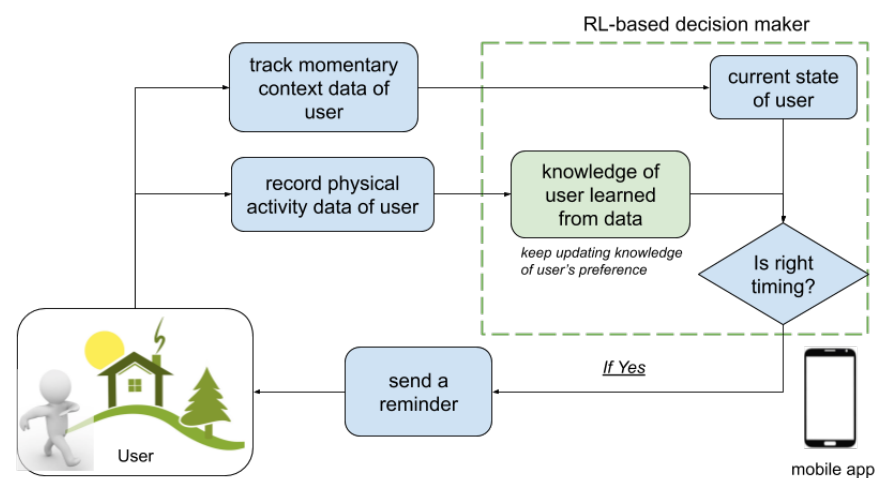 RL-based decision maker
track momentary
context data of
user
current state
of user
record physical
activity data of user
knowledge of
user learned
from data
keep updating knowledge
of user's preference
Is right
timing?
If Yes
send a
reminder
User
mobile app